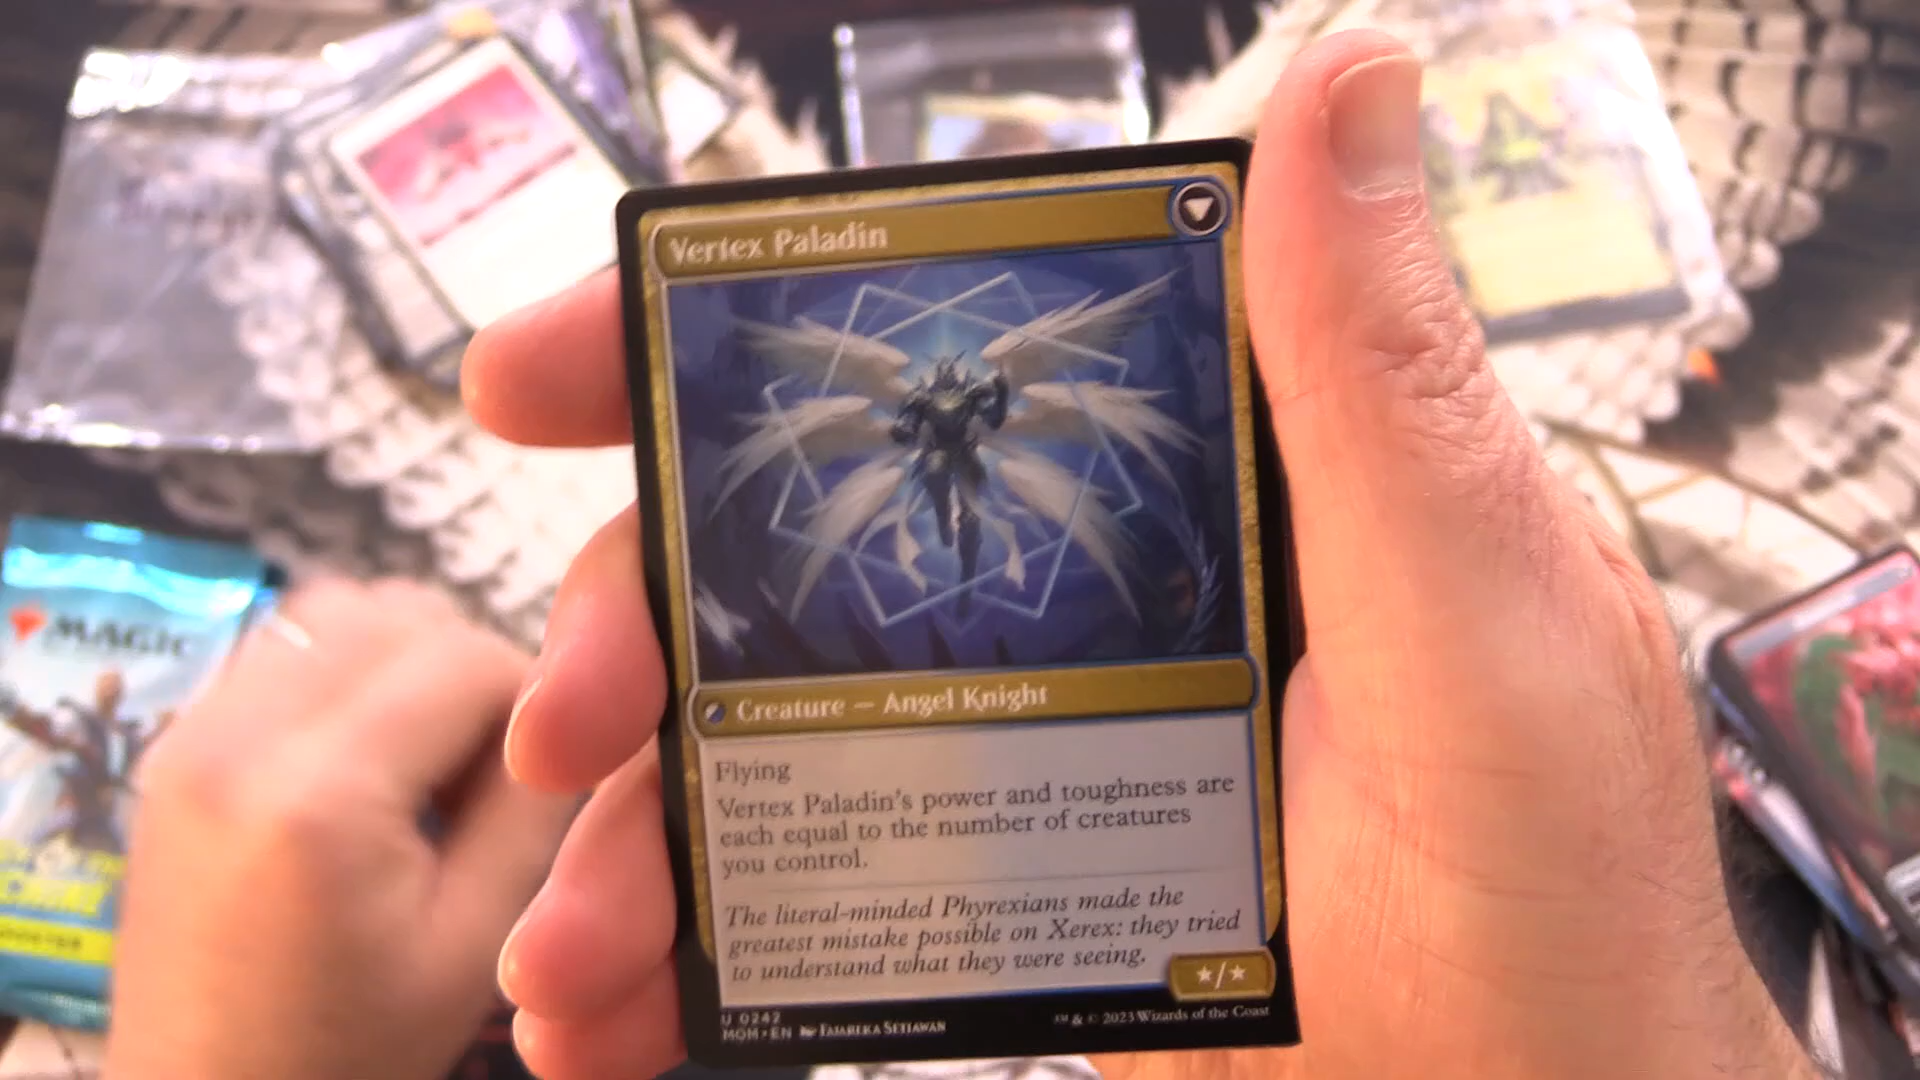 Vertex Paladin
Creature — Angel Knight
Flying
Vertex Paladin's power and toughness are
each equal to the number of creatures
you control.
The literal-minded Phyrexians made the
greatest mistake possible on Xerex: they tried
to understand what they were seeing.
★/★
U 0242
MOM • EN Fajareka Setiawan
™ & © 2023 Wizards of the Coast
MAGIC